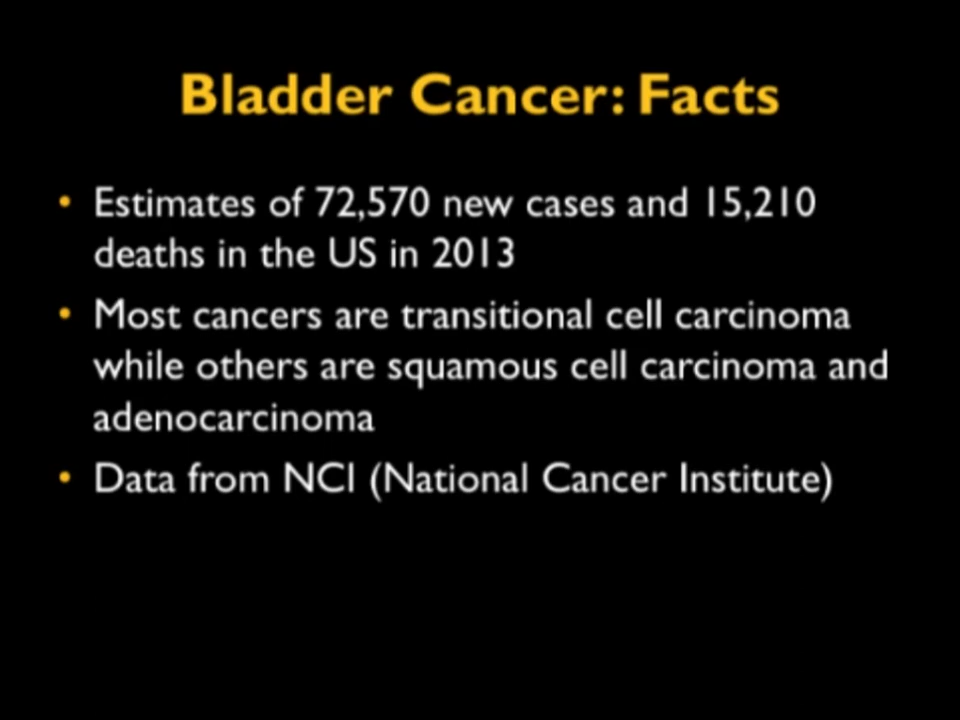 Bladder Cancer: Facts
• Estimates of 72,570 new cases and 15,210
deaths in the US in 2013
• Most cancers are transitional cell carcinoma
while others are squamous cell carcinoma and
adenocarcinoma
• Data from NCI (National Cancer Institute)